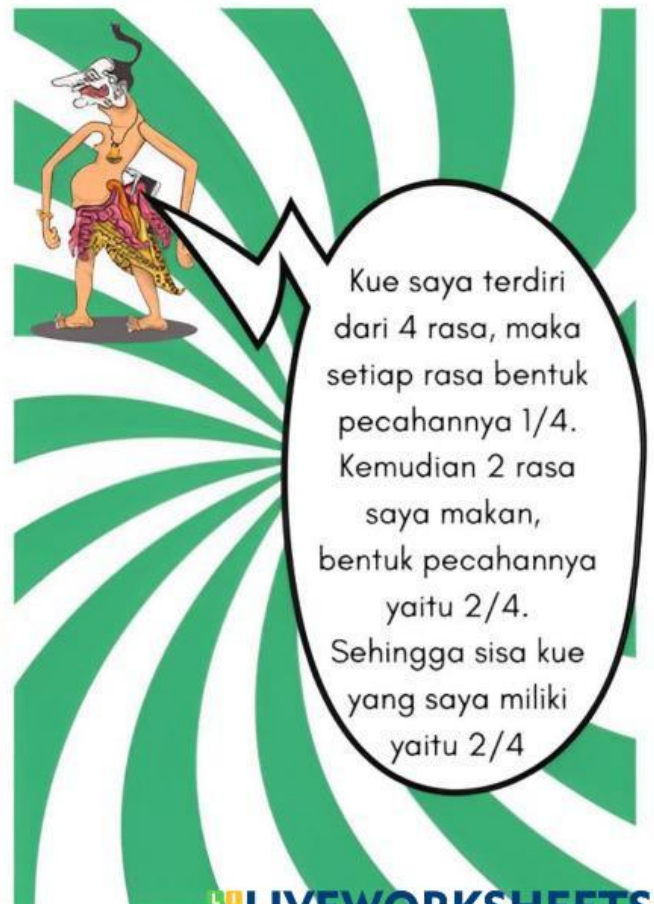 Kue saya terdiri
dari 4 rasa, maka
setiap rasa bentuk
pecahannya 1/4.
Kemudian 2 rasa
saya makan,
bentuk pecahannya
yaitu 2/4.
Sehingga sisa kue
yang saya miliki
yaitu 2/4
LIVEWORKSHEETS